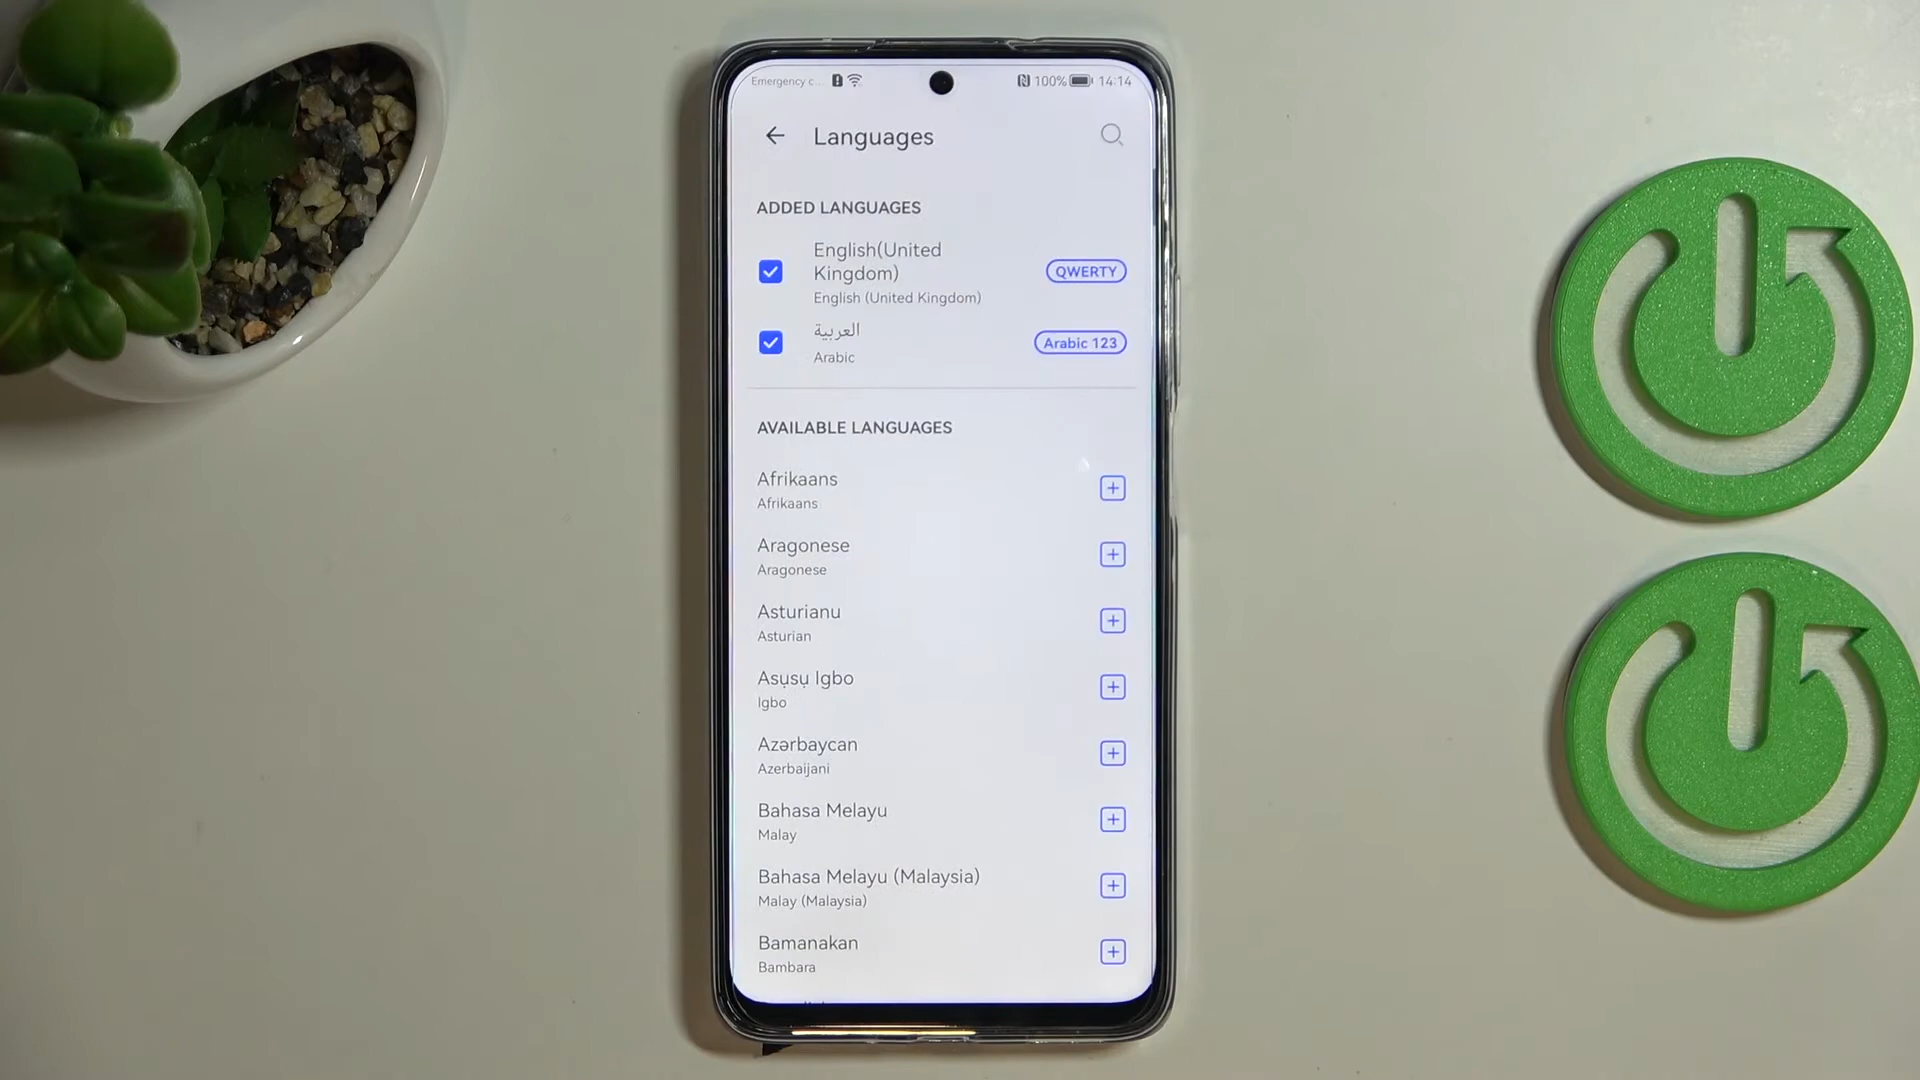 Emergency c... 100% 14:14
Languages
ADDED LANGUAGES
English(United
Kingdom)
English (United Kingdom)
QWERTY
العربية
Arabic
Arabic 123
AVAILABLE LANGUAGES
Afrikaans
Afrikaans
Aragonese
Aragonese
Asturianu
Asturian
Asụsụ Igbo
Igbo
Azərbaycan
Azerbaijani
Bahasa Melayu
Malay
Bahasa Melayu (Malaysia)
Malay (Malaysia)
Bamanakan
Bambara